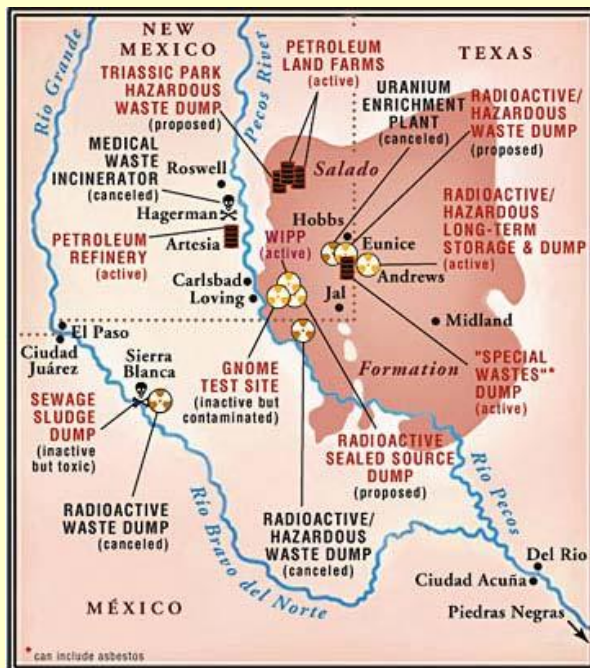 NEW
MEXICO
TEXAS
Río Grande
Pecos River
TRIASSIC PARK
HAZARDOUS
WASTE DUMP
(proposed)
PETROLEUM
LAND FARMS
(active)
URANIUM
ENRICHMENT
PLANT
(canceled)
RADIOACTIVE/
HAZARDOUS
WASTE DUMP
(proposed)
MEDICAL
WASTE
INCINERATOR
(canceled)
Roswell
Salado
Hagerman
Hobbs
RADIOACTIVE/
HAZARDOUS
LONG-TERM
STORAGE & DUMP
(active)
PETROLEUM
REFINERY
(active)
Artesia
WIPP
(active)
Eunice
Andrews
Carlsbad
Loving
Jal
Midland
El Paso
Ciudad
Juárez
Sierra
Blanca
GNOME
TEST SITE
(inactive but
contaminated)
Formation
"SPECIAL
WASTES"*
DUMP
(active)
SEWAGE
SLUDGE
DUMP
(inactive
but toxic)
RADIOACTIVE
SEALED SOURCE
DUMP
(proposed)
Río Pecos
RADIOACTIVE
WASTE DUMP
(canceled)
Río Bravo del Norte
RADIOACTIVE/
HAZARDOUS
WASTE DUMP
(canceled)
Del Rio
Ciudad Acuña
MÉXICO
Piedras Negras
* can include asbestos